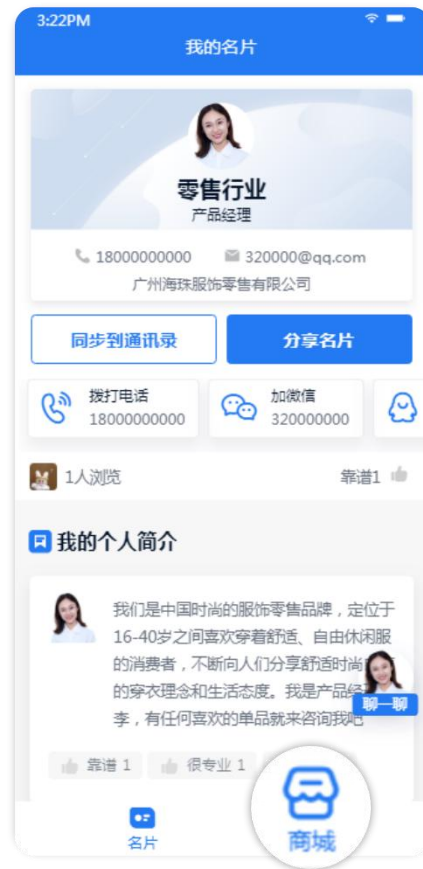 3:22PM
我的名片
零售行业
产品经理
18000000000 320000@qq.com
广州海珠服饰零售有限公司
同步到通讯录 分享名片
拨打电话 加微信
18000000000 320000000
1人浏览 靠谱1
我的个人简介
我们是中国时尚的服饰零售品牌，定位于
16-40岁之间喜欢穿着舒适、自由休闲服
的消费者，不断向人们分享舒适时尚
的穿衣理念和生活态度。我是产品经
聊一聊
李，有任何喜欢的单品就来咨询我吧
靠谱 1 很专业 1
名片 商城